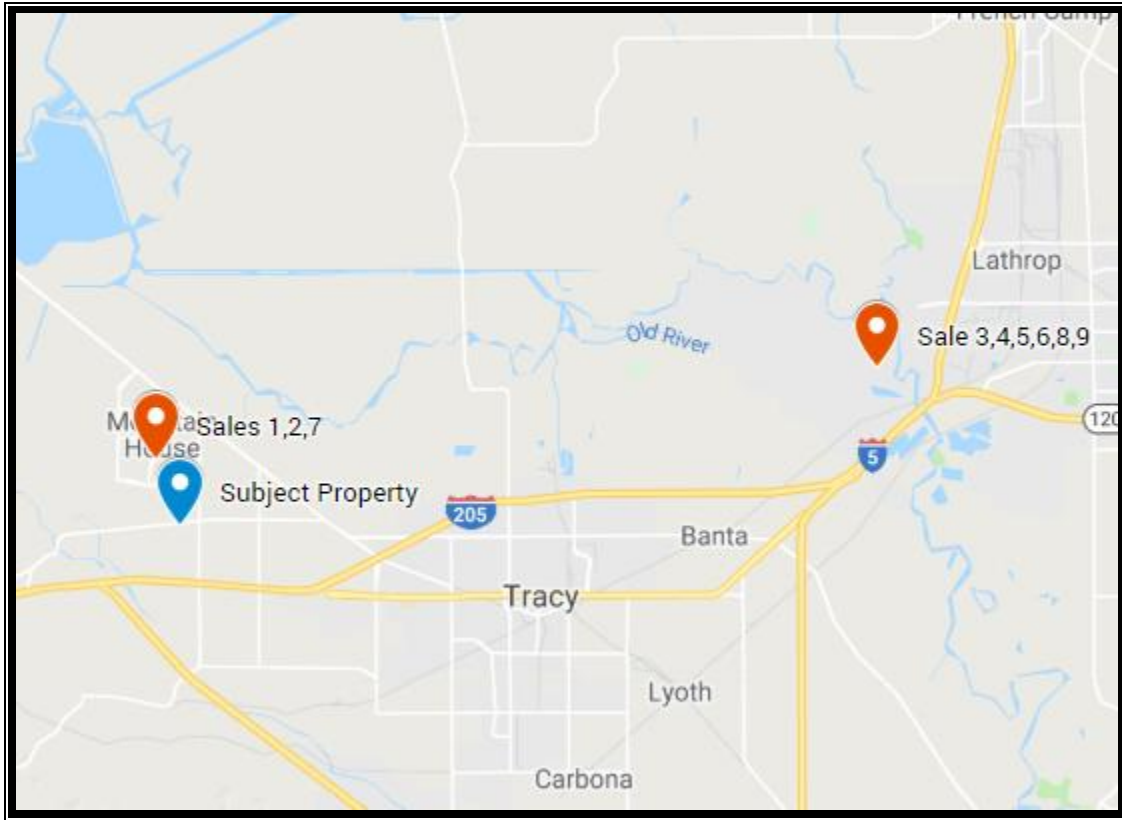 French Camp
Lathrop
Old River
Sale 3,4,5,6,8,9
120
Mountain
House
Sales 1,2,7
5
Subject Property
205
Banta
Tracy
Lyoth
Carbona